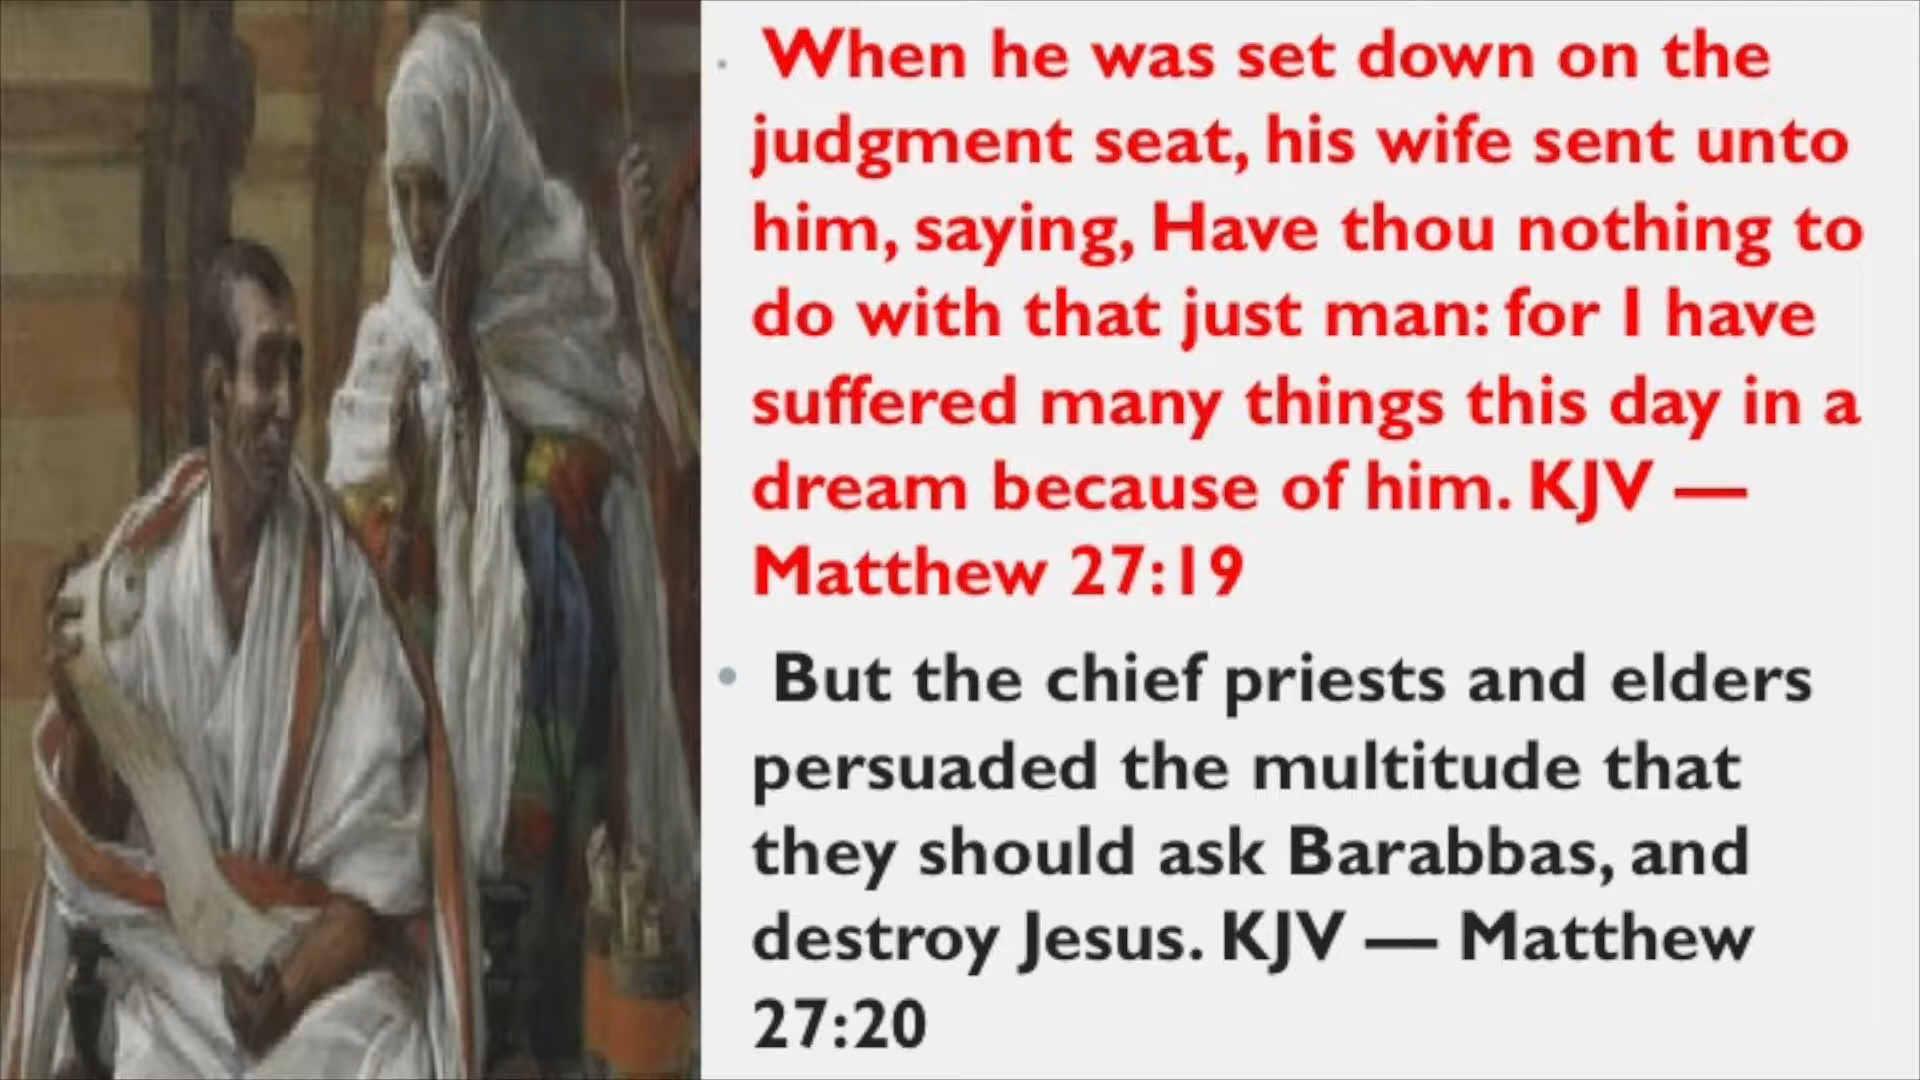 When he was set down on the
judgment seat, his wife sent unto
him, saying, Have thou nothing to
do with that just man: for I have
suffered many things this day in a
dream because of him. KJV —
Matthew 27:19
But the chief priests and elders
persuaded the multitude that
they should ask Barabbas, and
destroy Jesus. KJV — Matthew
27:20